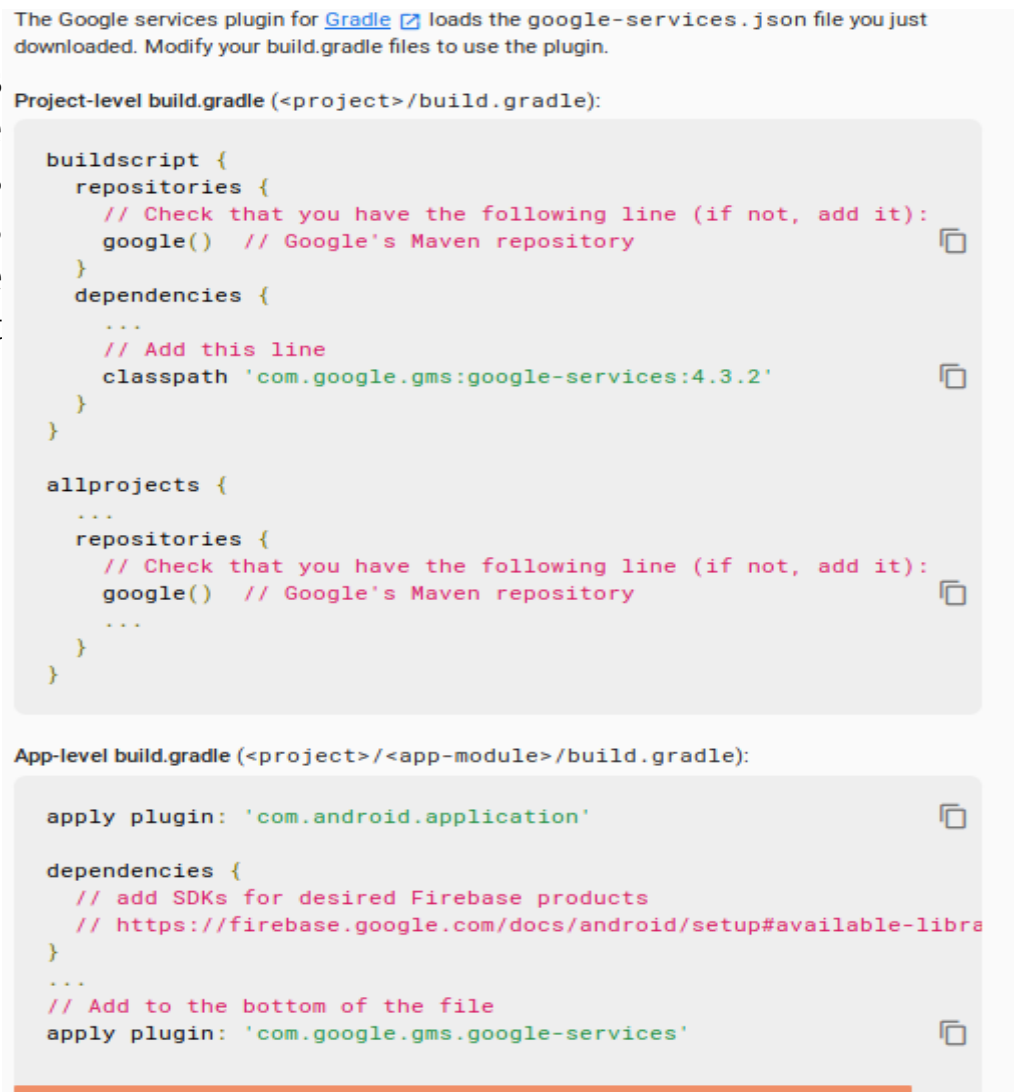 The Google services plugin for Gradle loads the google-services.json file you just
downloaded. Modify your build.gradle files to use the plugin.
Project-level build.gradle (<project>/build.gradle):
buildscript {
  repositories {
    // Check that you have the following line (if not, add it):
    google()  // Google's Maven repository
  }
  dependencies {
    ...
    // Add this line
    classpath 'com.google.gms:google-services:4.3.2'
  }
}
allprojects {
  ...
  repositories {
    // Check that you have the following line (if not, add it):
    google()  // Google's Maven repository
    ...
  }
}
App-level build.gradle (<project>/<app-module>/build.gradle):
apply plugin: 'com.android.application'
dependencies {
  // add SDKs for desired Firebase products
  // https://firebase.google.com/docs/android/setup#available-libra
}
...
// Add to the bottom of the file
apply plugin: 'com.google.gms.google-services'